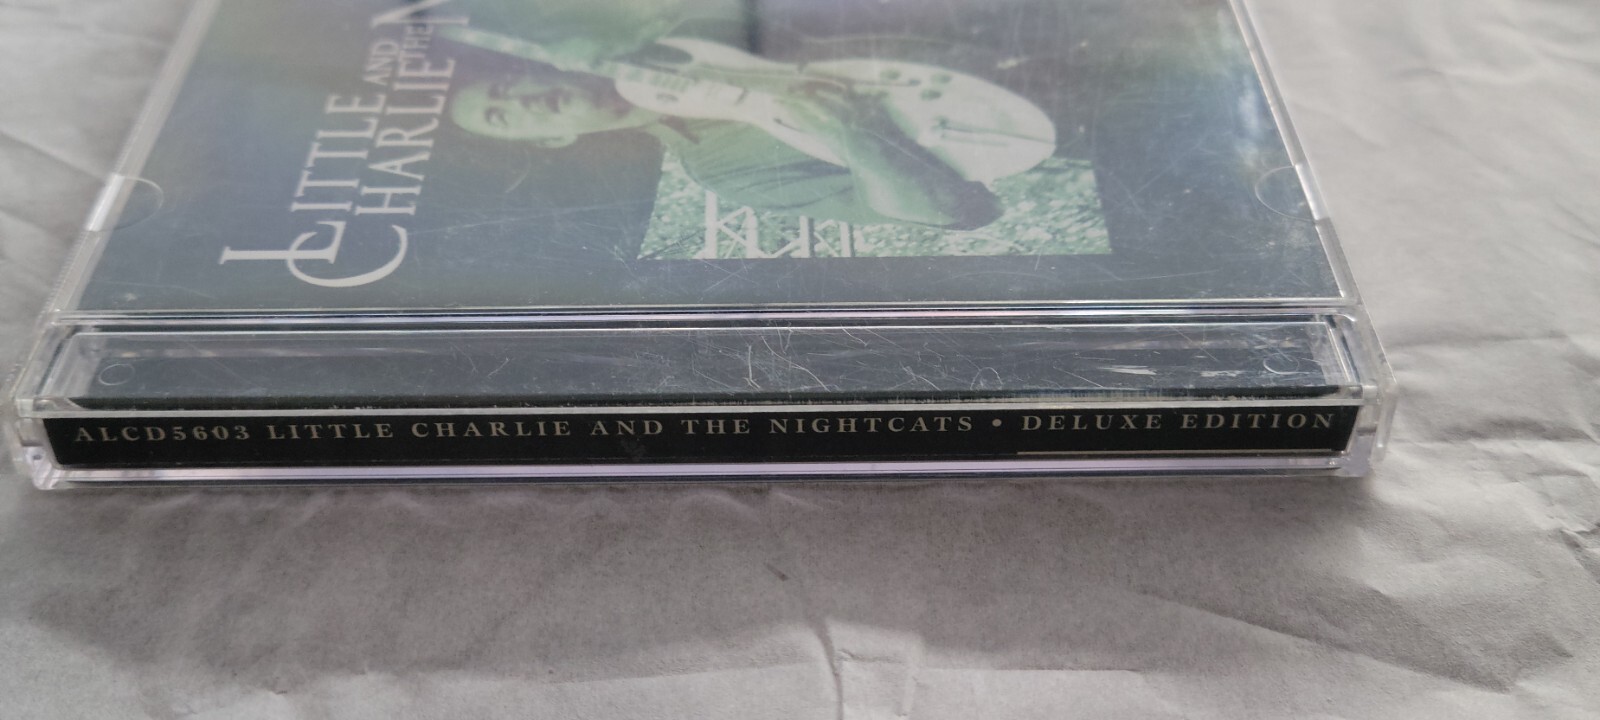 LITTLE
AND
CHARLIE
THE N
ALCD5603 LITTLE CHARLIE AND THE NIGHTCATS • DELUXE EDITION